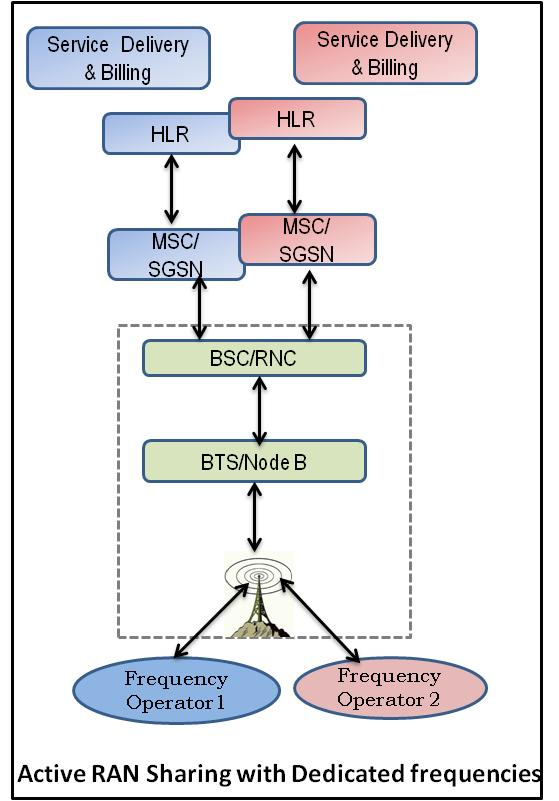 Service Delivery
& Billing
Service Delivery
& Billing
HLR
HLR
MSC/
SGSN
MSC/
SGSN
BSC/RNC
BTS/Node B
Frequency
Operator 1
Frequency
Operator 2
Active RAN Sharing with Dedicated frequencies